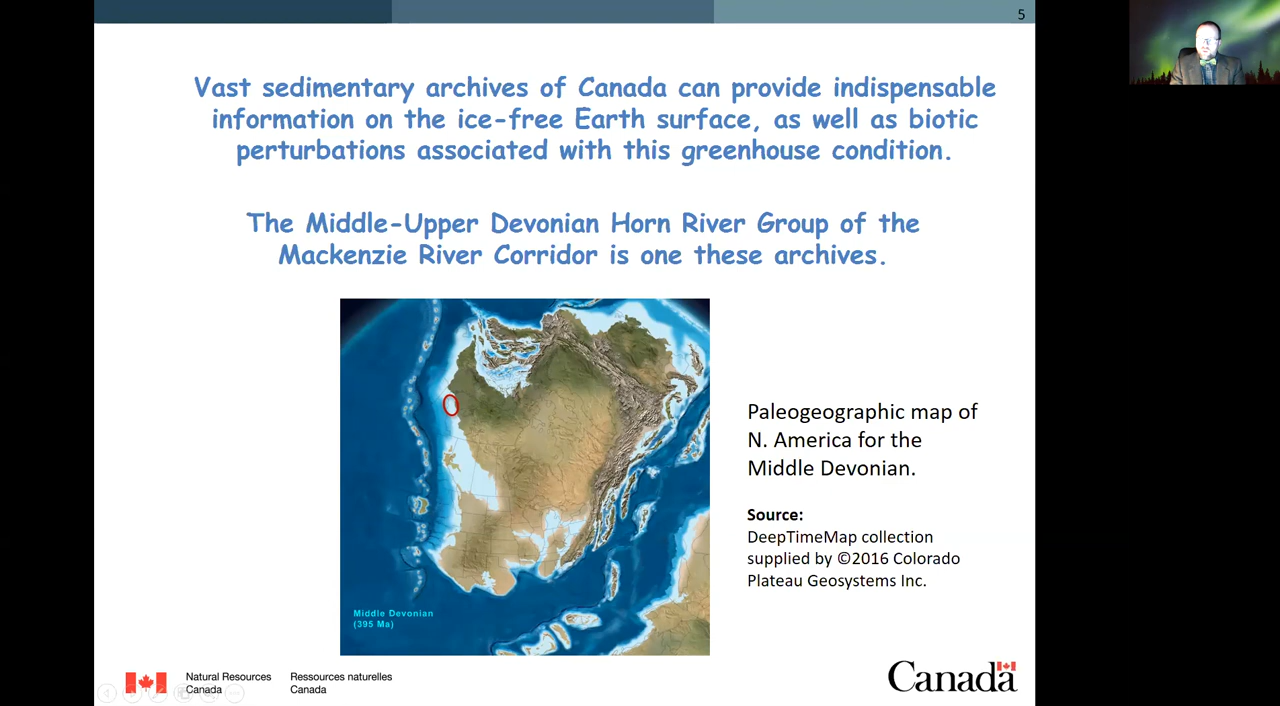 5
Vast sedimentary archives of Canada can provide indispensable
information on the ice-free Earth surface, as well as biotic
perturbations associated with this greenhouse condition.
The Middle-Upper Devonian Horn River Group of the
Mackenzie River Corridor is one these archives.
Middle Devonian
(395 Ma)
Paleogeographic map of
N. America for the
Middle Devonian.
Source:
DeepTimeMap collection
supplied by ©2016 Colorado
Plateau Geosystems Inc.
Natural Resources
Canada
Ressources naturelles
Canada
Canada